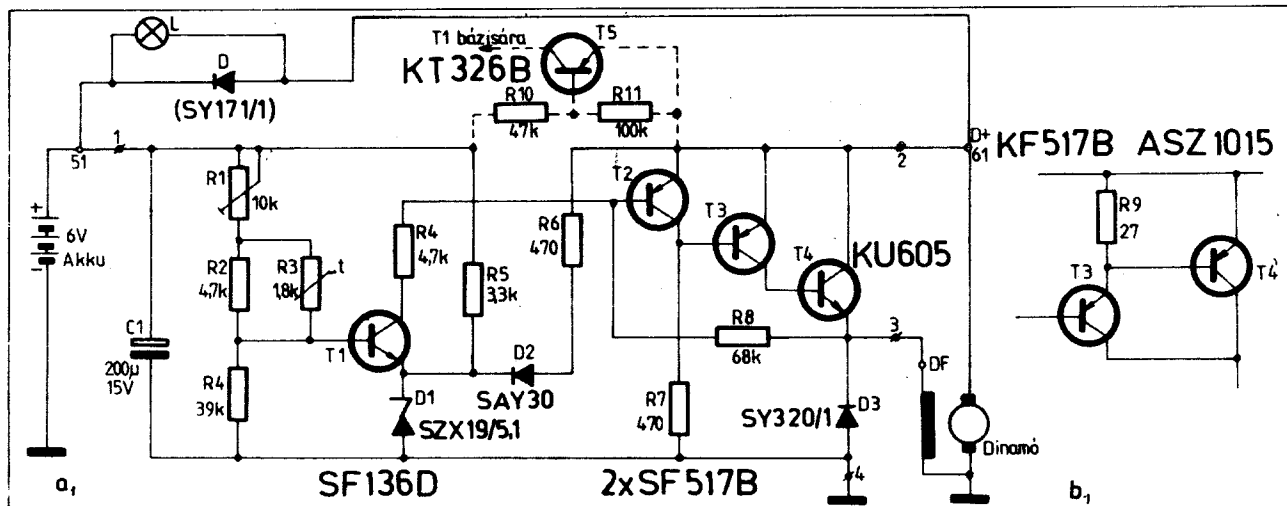 L
D
(SY171/1)
T1 bázisára
T5
KT326B
R10
47k
R11
100k
51
1
2
D+
61
KF517B ASZ1015
R1
10k
T2
T3
R6
470
R4
4,7k
R9
27
+
6V
-
Akku
R2
4,7k
R3
1,8k
t
R5
3,3k
T4
KU605
T3
T4
C1
200µ
15V
T1
R8
68k
3
DF
R4
39k
D1
SZX19/5.1
D2
SAY30
R7
470
SY320/1
D3
Dinamó
4
a,
SF136D
2xSF517B
b,